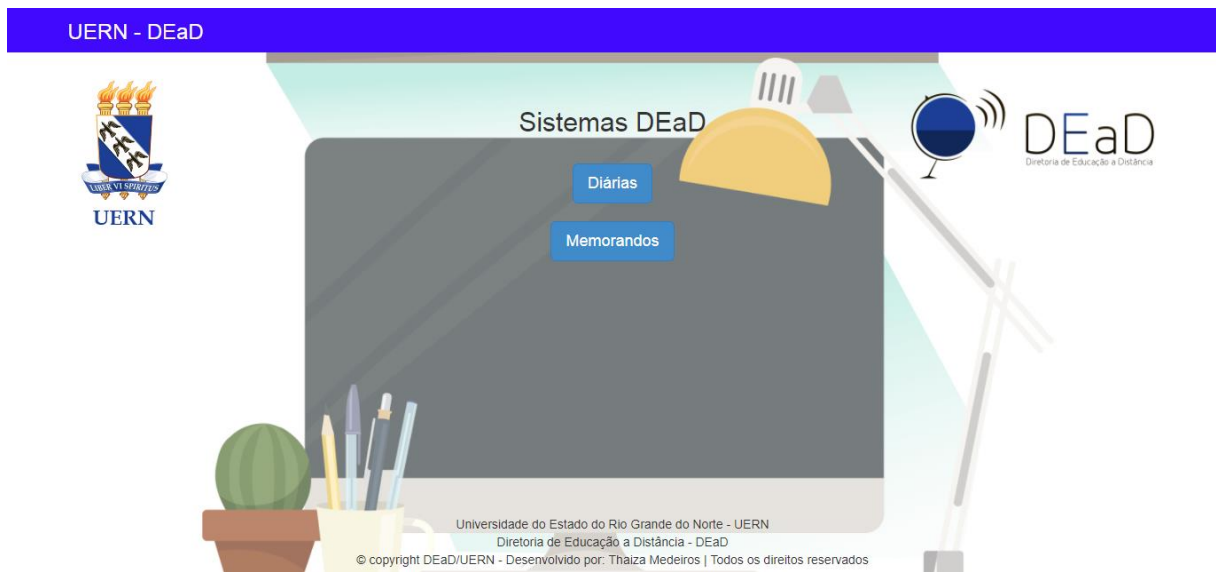 UERN - DEaD
Sistemas DEaD
LIBER VI SPIRITUS
UERN
DEaD
Diretoria de Educação a Distância
Diárias
Memorandos
Universidade do Estado do Rio Grande do Norte - UERN
Diretoria de Educação a Distância - DEaD
© copyright DEaD/UERN - Desenvolvido por: Thaiza Medeiros | Todos os direitos reservados